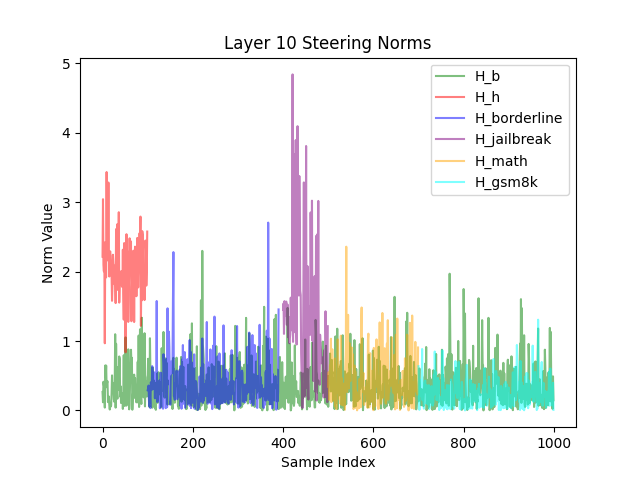 Layer 10 Steering Norms
5
4
3
2
1
0
Norm Value
0
200
400
600
800
1000
Sample Index
H_b
H_h
H_borderline
H_jailbreak
H_math
H_gsm8k